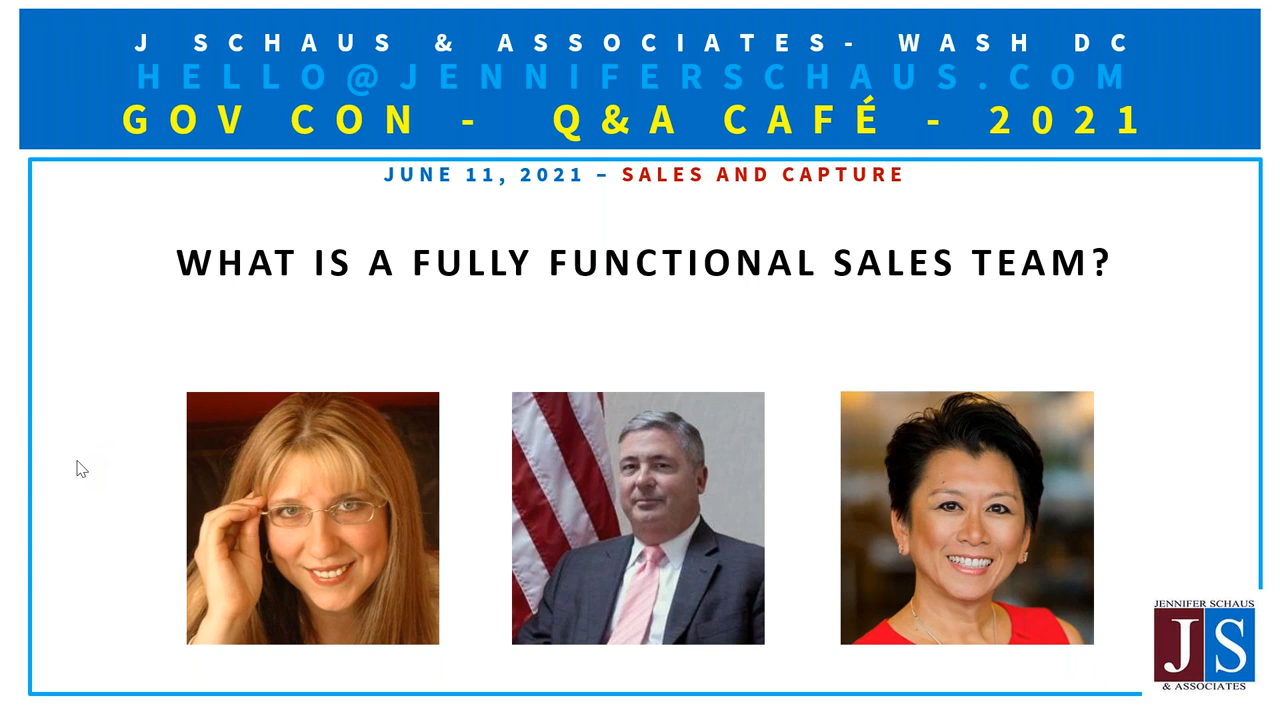 J SCHAUS & ASSOCIATES- WASH DC
HELLO@JENNIFERSCHAUS.COM
GOV CON - Q&A CAFÉ - 2021
JUNE 11, 2021 – SALES AND CAPTURE
WHAT IS A FULLY FUNCTIONAL SALES TEAM?
JENNIFER SCHAUS
JS
& ASSOCIATES